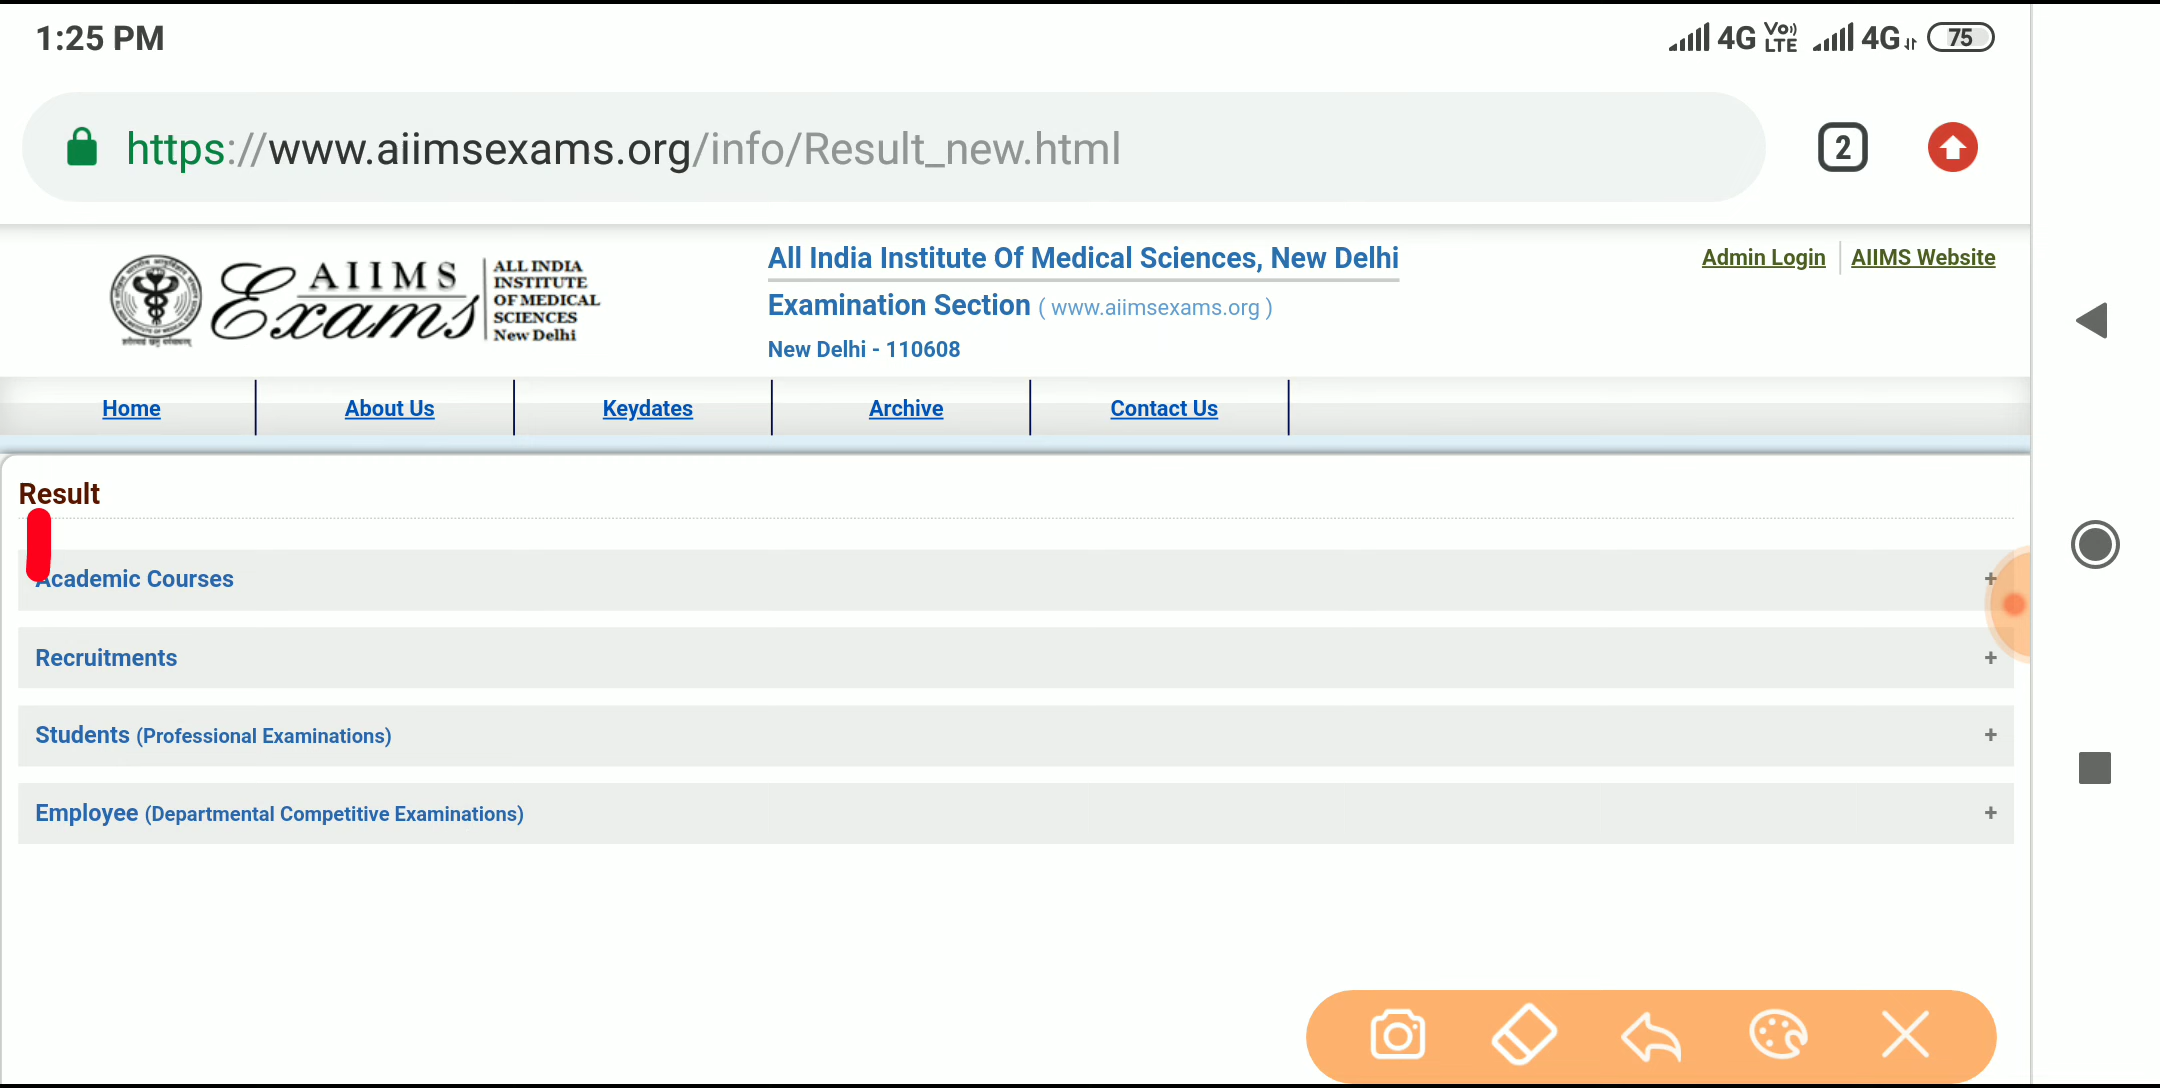 1:25 PM
4G Vo)) LTE 4G 75
https://www.aiimsexams.org/info/Result_new.html
2
AIIMS
Exams
ALL INDIA
INSTITUTE
OF MEDICAL
SCIENCES
New Delhi
All India Institute Of Medical Sciences, New Delhi
Examination Section ( www.aiimsexams.org )
New Delhi - 110608
Admin Login AIIMS Website
Home About Us Keydates Archive Contact Us
Result
Academic Courses +
Recruitments +
Students (Professional Examinations) +
Employee (Departmental Competitive Examinations) +